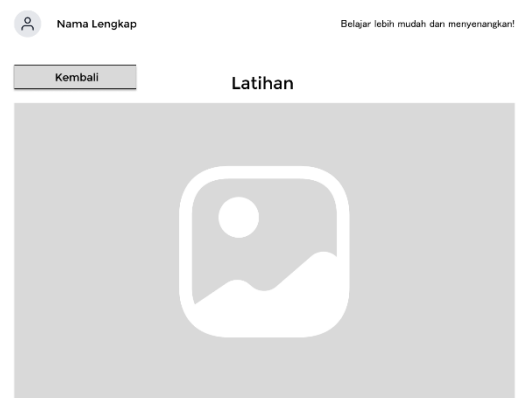 Nama Lengkap
Belajar lebih mudah dan menyenangkan!
Kembali
Latihan